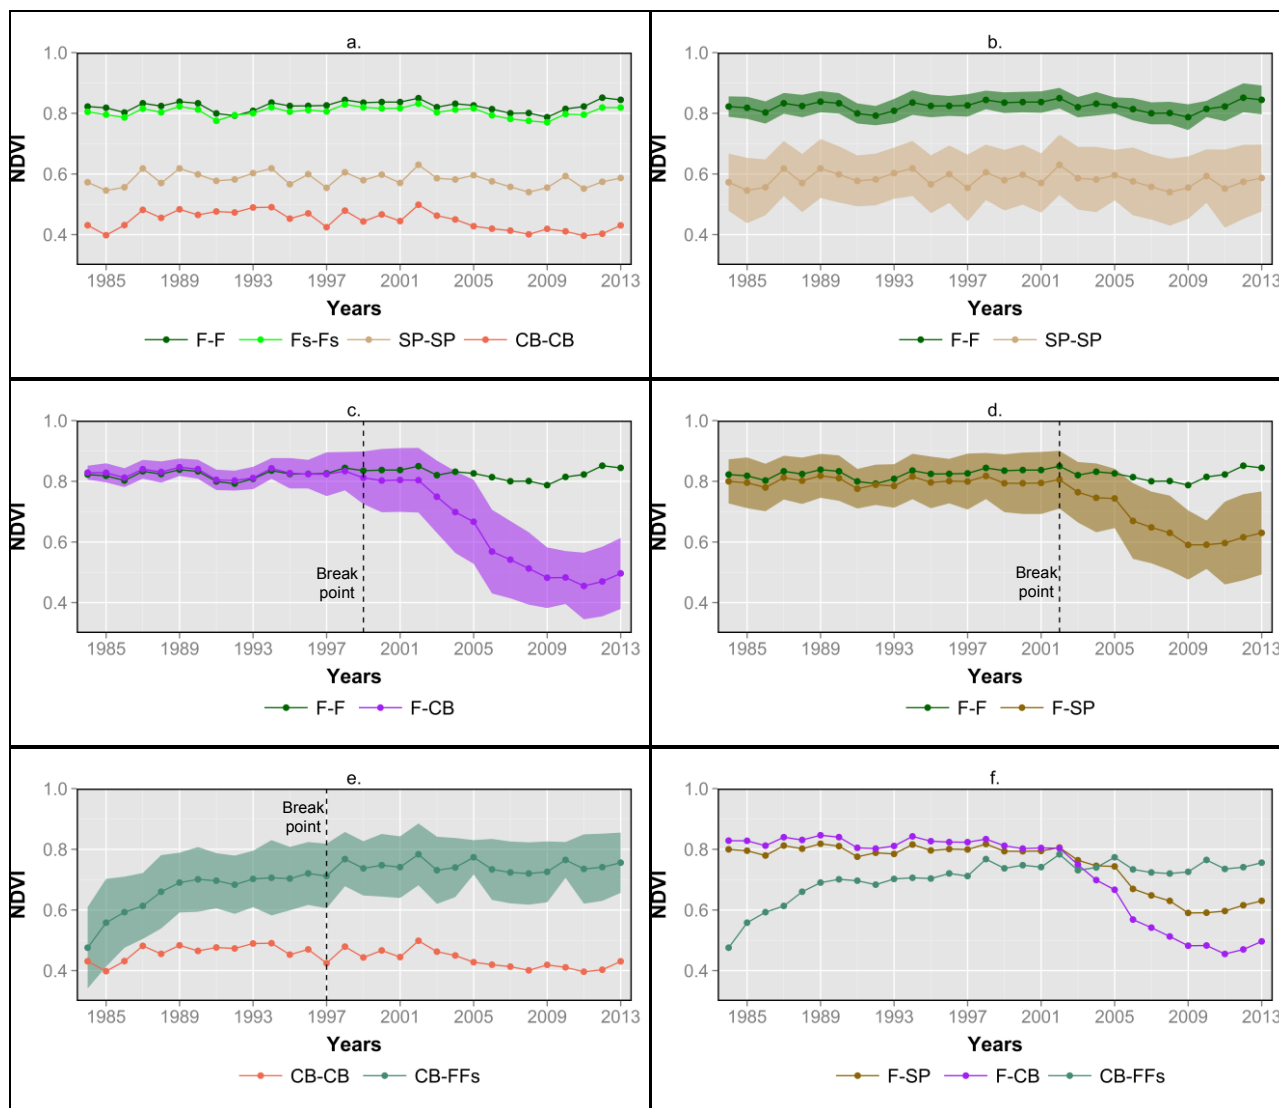 a.
1.0
0.8
0.6
0.4
NDVI
1985 1989 1993 1997 2001 2005 2009 2013
Years
F-F Fs-Fs SP-SP CB-CB
b.
1.0
0.8
0.6
0.4
NDVI
1985 1989 1993 1997 2001 2005 2009 2013
Years
F-F SP-SP
c.
1.0
0.8
0.6
0.4
NDVI
Break
point
1985 1989 1993 1997 2001 2005 2009 2013
Years
F-F F-CB
d.
1.0
0.8
0.6
0.4
NDVI
Break
point
1985 1989 1993 1997 2001 2005 2009 2013
Years
F-F F-SP
e.
1.0
0.8
0.6
0.4
NDVI
Break
point
1985 1989 1993 1997 2001 2005 2009 2013
Years
CB-CB CB-FFs
f.
1.0
0.8
0.6
0.4
NDVI
1985 1989 1993 1997 2001 2005 2009 2013
Years
F-SP F-CB CB-FFs